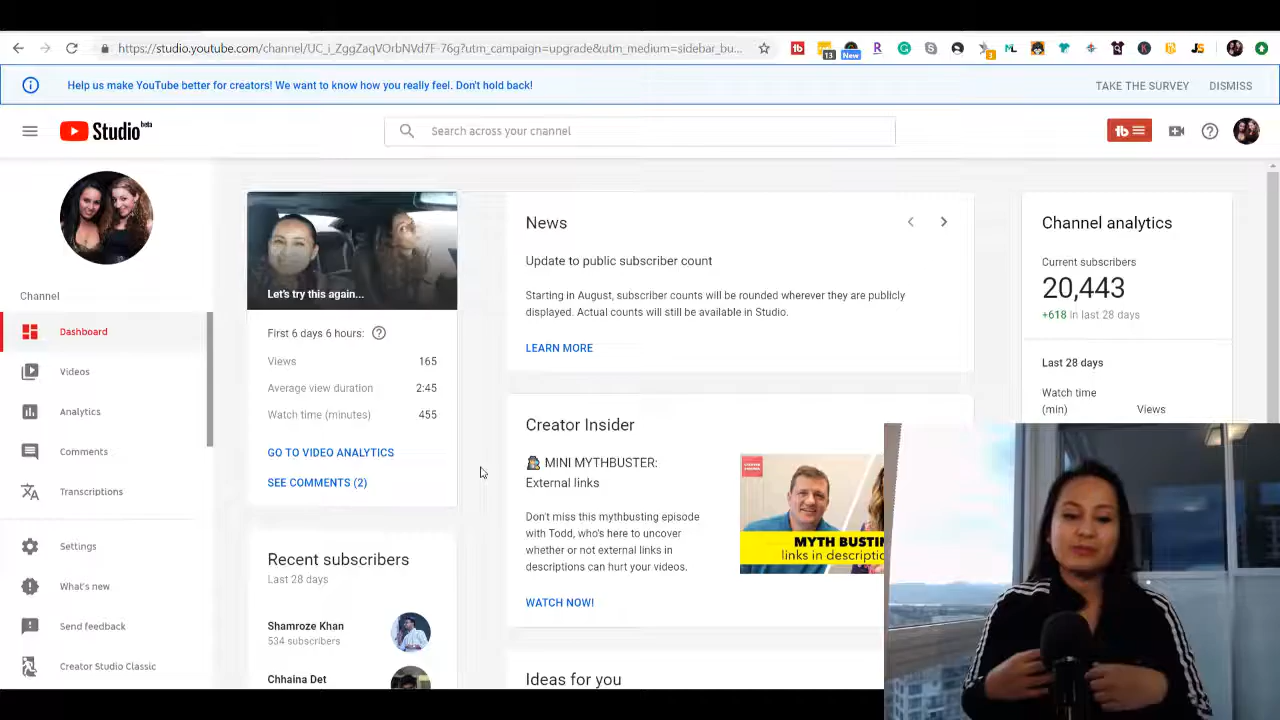 https://studio.youtube.com/channel/UC_i_ZggZaqVOrbNVd7F-76g?utm_campaign=upgrade&utm_medium=sidebar_bu...
13
New
3
Help us make YouTube better for creators! We want to know how you really feel. Don't hold back!
TAKE THE SURVEY
DISMISS
Studio beta
Search across your channel
Channel
Dashboard
Videos
Analytics
Comments
Transcriptions
Settings
What's new
Send feedback
Creator Studio Classic
Let's try this again...
First 6 days 6 hours:
Views 165
Average view duration 2:45
Watch time (minutes) 455
GO TO VIDEO ANALYTICS
SEE COMMENTS (2)
Recent subscribers
Last 28 days
Shamroze Khan
534 subscribers
Chhaina Det
News
Update to public subscriber count
Starting in August, subscriber counts will be rounded wherever they are publicly
displayed. Actual counts will still be available in Studio.
LEARN MORE
Creator Insider
MINI MYTHBUSTER:
External links
Don't miss this mythbusting episode
with Todd, who's here to uncover
whether or not external links in
descriptions can hurt your videos.
WATCH NOW!
MYTH BUSTIN
links in descriptio
Ideas for you
Channel analytics
Current subscribers
20,443
+618 in last 28 days
Last 28 days
Watch time
(min)
Views